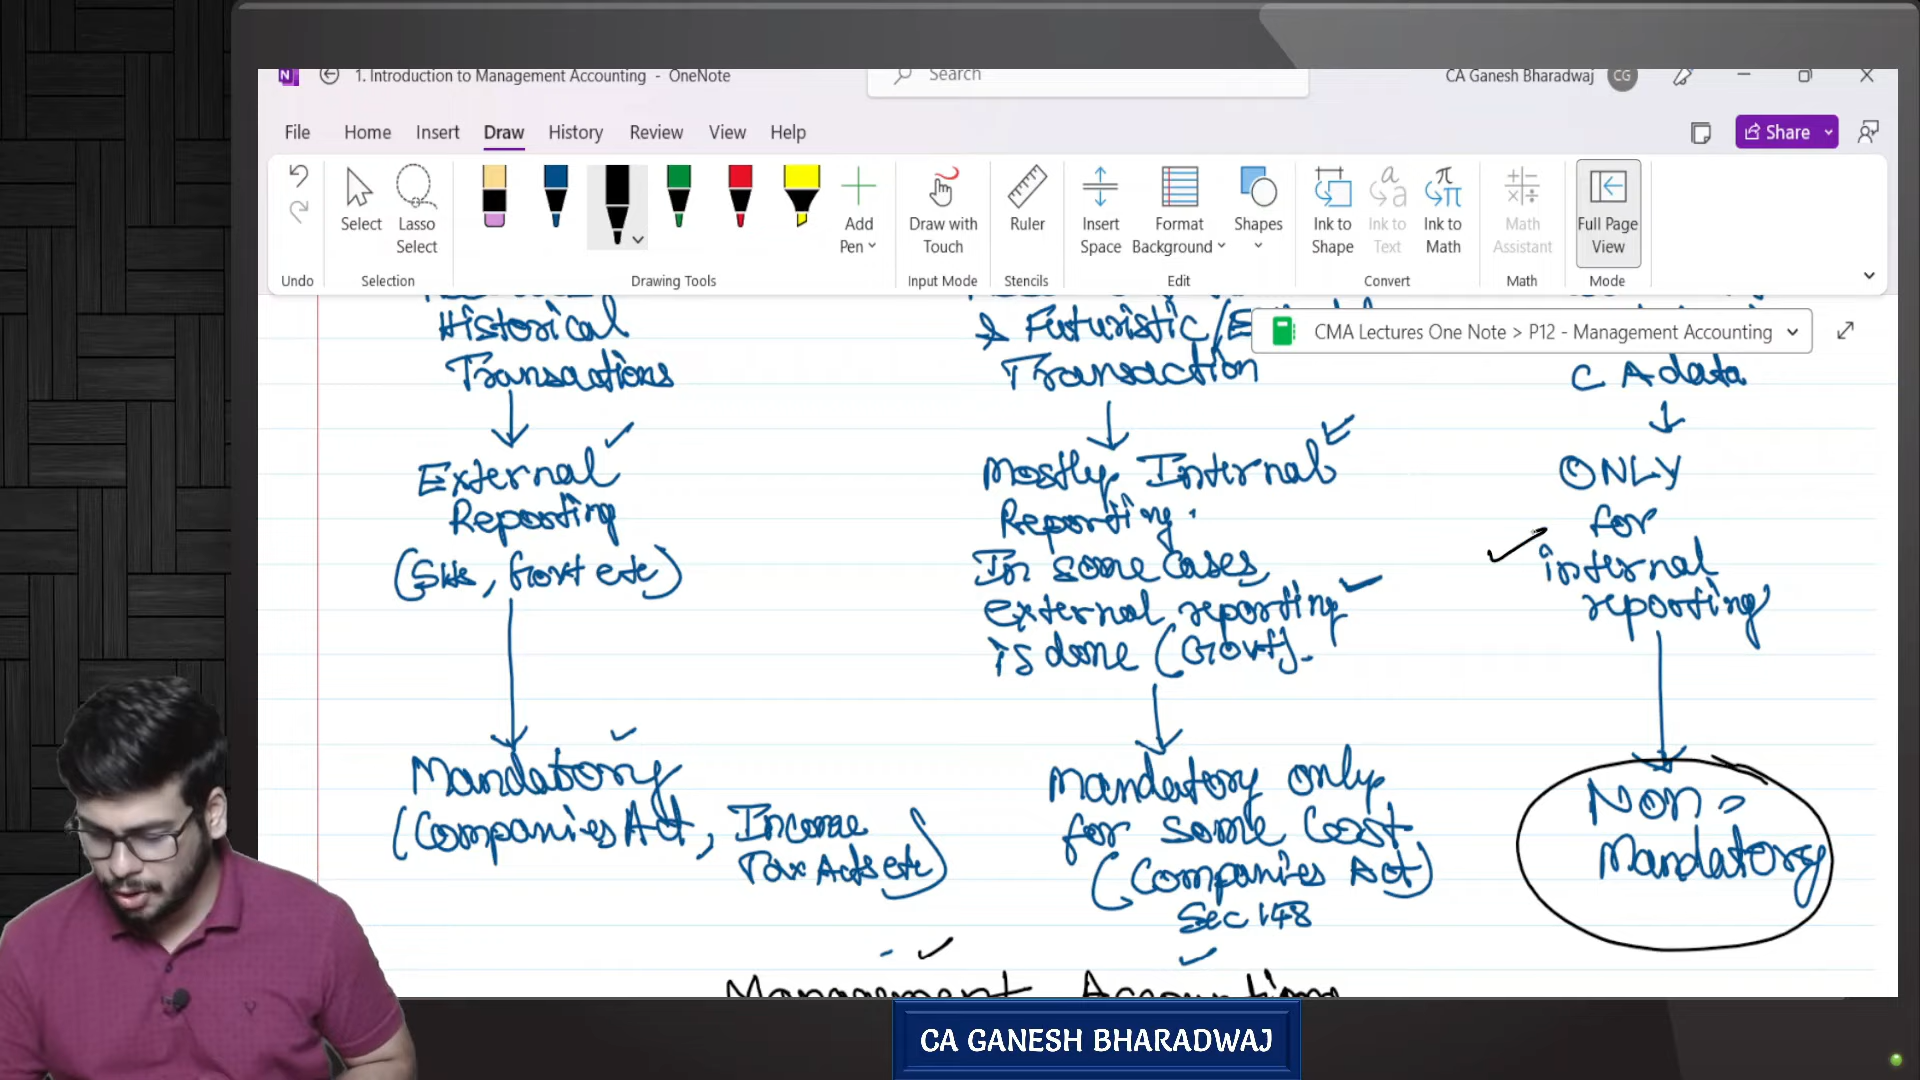 1. Introduction to Management Accounting - OneNote
Search
CA Ganesh Bharadwaj CG
File Home Insert Draw History Review View Help
Share
Select
Lasso Select
Add Pen
Draw with Touch
Ruler
Insert Space
Format Background
Shapes
Ink to Shape
Ink to Text
Ink to Math
Math Assistant
Full Page View
Undo Selection Drawing Tools Input Mode Stencils Edit Convert Math Mode
CMA Lectures One Note > P12 - Management Accounting
Historical
Transactions
External
Reporting
(SHs, Govt etc)
Mandatory
(Companies Act, Income
Tax Acts etc)
& Futuristic/
Transaction
Mostly Internal
Reporting.
In some cases
external reporting
is done (Govt).
Mandatory only
for some Cost
(Companies Act)
Sec 148
CA data
ONLY
for
internal
reporting
Non-
Mandatory
Management Accounting
CA GANESH BHARADWAJ